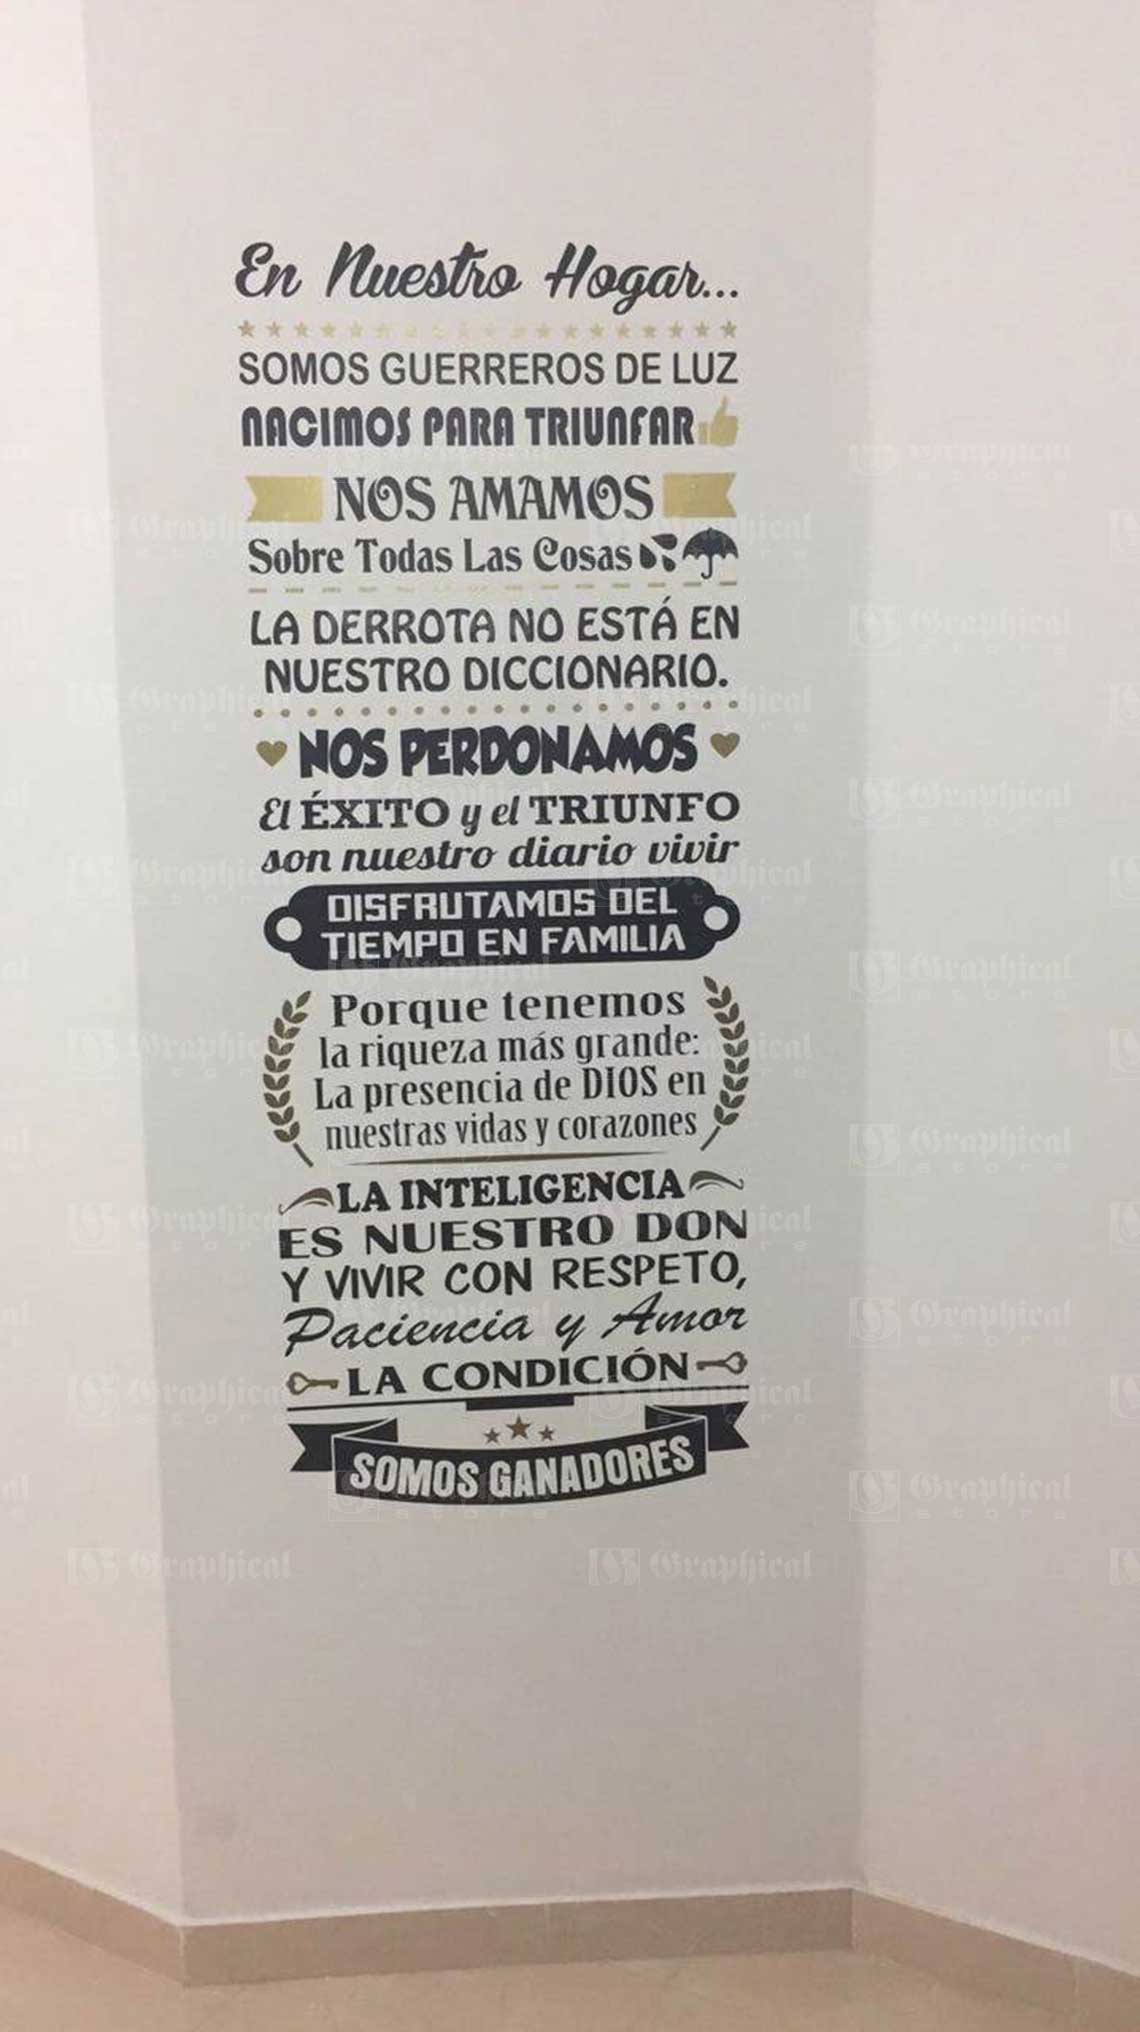 En Nuestro Hogar...
SOMOS GUERREROS DE LUZ
NACIMOS PARA TRIUNFAR
NOS AMAMOS
Sobre Todas Las Cosas
LA DERROTA NO ESTÁ EN
NUESTRO DICCIONARIO.
NOS PERDONAMOS
El ÉXITO y el TRIUNFO
son nuestro diario vivir
DISFRUTAMOS DEL
TIEMPO EN FAMILIA
Porque tenemos
la riqueza más grande:
La presencia de DIOS en
nuestras vidas y corazones
LA INTELIGENCIA
ES NUESTRO DON
Y VIVIR CON RESPETO,
Paciencia y Amor
LA CONDICIÓN
SOMOS GANADORES
Graphical
store